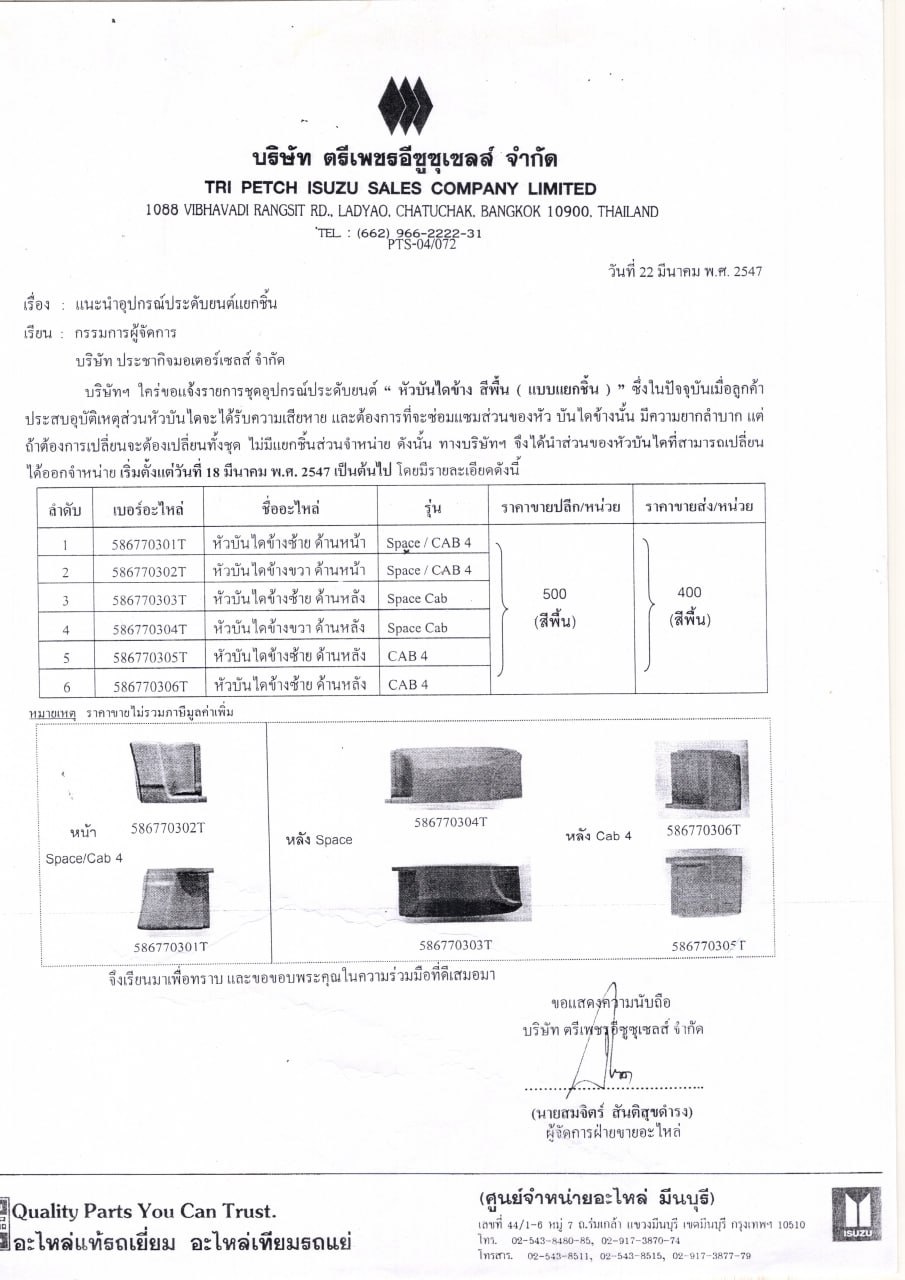 บริษัท ตรีเพชรอีซูซุเซลส์ จำกัด
TRI PETCH ISUZU SALES COMPANY LIMITED
1088 VIBHAVADI RANGSIT RD., LADYAO, CHATUCHAK, BANGKOK 10900, THAILAND
TEL. : (662) 966-2222-31
PTS-04/072
วันที่ 22 มีนาคม พ.ศ. 2547
เรื่อง : แนะนำอุปกรณ์ประดับยนต์แยกชิ้น
เรียน : กรรมการผู้จัดการ
บริษัท ประชากิจมอเตอร์เซลส์ จำกัด
บริษัทฯ ใคร่ขอแจ้งรายการชุดอุปกรณ์ประดับยนต์ “ หัวบันไดข้าง สีพื้น ( แบบแยกชิ้น ) ” ซึ่งในปัจจุบันเมื่อลูกค้า
ประสบอุบัติเหตุส่วนหัวบันไดจะได้รับความเสียหาย และต้องการที่จะซ่อมแซมส่วนของหัว บันไดข้างนั้น มีความยากลำบาก แต่
ถ้าต้องการเปลี่ยนจะต้องเปลี่ยนทั้งชุด ไม่มีแยกชิ้นส่วนจำหน่าย ดังนั้น ทางบริษัทฯ จึงได้นำส่วนของหัวบันไดที่สามารถเปลี่ยน
ได้ออกจำหน่าย เริ่มตั้งแต่วันที่ 18 มีนาคม พ.ศ. 2547 เป็นต้นไป โดยมีรายละเอียดดังนี้
ลำดับ เบอร์อะไหล่ ชื่ออะไหล่ รุ่น ราคาขายปลีก/หน่วย ราคาขายส่ง/หน่วย
1 586770301T หัวบันไดข้างซ้าย ด้านหน้า Space / CAB 4
2 586770302T หัวบันไดข้างขวา ด้านหน้า Space / CAB 4
3 586770303T หัวบันไดข้างซ้าย ด้านหลัง Space Cab 500 400
4 586770304T หัวบันไดข้างขวา ด้านหลัง Space Cab (สีพื้น) (สีพื้น)
5 586770305T หัวบันไดข้างซ้าย ด้านหลัง CAB 4
6 586770306T หัวบันไดข้างซ้าย ด้านหลัง CAB 4
หมายเหตุ ราคาขายไม่รวมภาษีมูลค่าเพิ่ม
หน้า
Space/Cab 4
586770302T
586770301T
หลัง Space
586770304T
586770303T
หลัง Cab 4
586770306T
586770305T
จึงเรียนมาเพื่อทราบ และขอขอบพระคุณในความร่วมมือที่ดีเสมอมา
ขอแสดงความนับถือ
บริษัท ตรีเพชรอีซูซุเซลส์ จำกัด
(นายสมจิตร์ สันติสุขดำรง)
ผู้จัดการฝ่ายขายอะไหล่
Quality Parts You Can Trust.
อะไหล่แท้รถเยี่ยม อะไหล่เทียมรถแย่
(ศูนย์จำหน่ายอะไหล่ มีนบุรี)
เลขที่ 44/1-6 หมู่ 7 ถ.ร่มเกล้า แขวงมีนบุรี เขตมีนบุรี กรุงเทพฯ 10510
โทร. 02-543-8480-85, 02-917-3870-74
โทรสาร. 02-543-8511, 02-543-8515, 02-917-3877-79
ISUZU